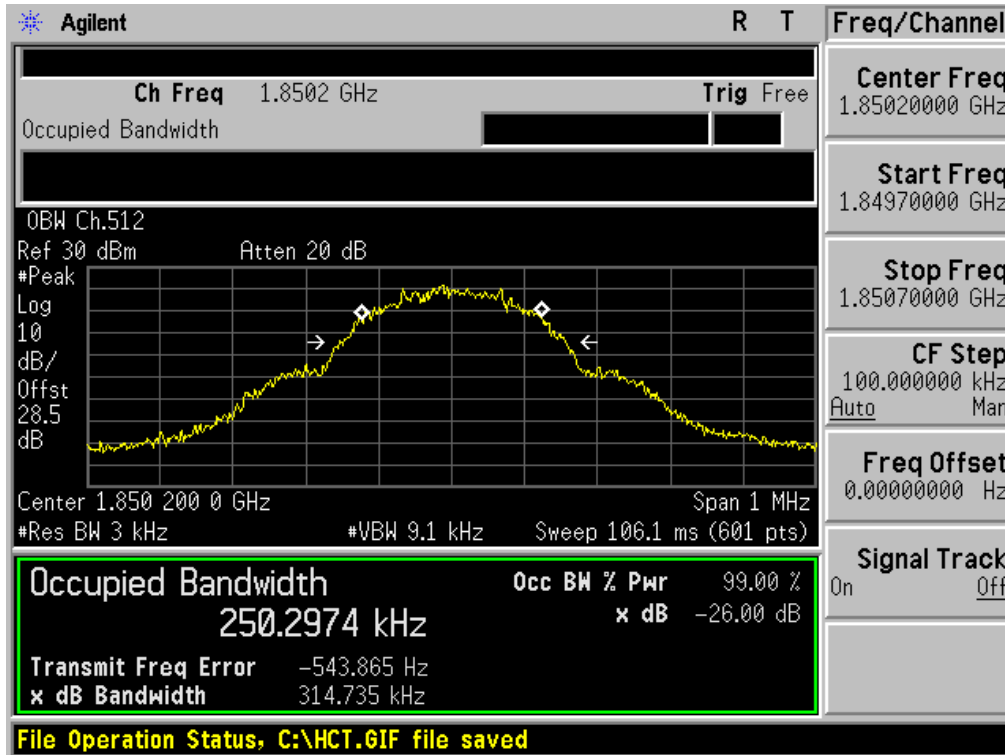 Agilent R T Freq/Channel
Ch Freq 1.8502 GHz Trig Free
Occupied Bandwidth
Center Freq
1.85020000 GHz
Start Freq
1.84970000 GHz
Stop Freq
1.85070000 GHz
CF Step
100.000000 kHz
Auto Man
Freq Offset
0.00000000 Hz
Signal Track
On Off
OBW Ch.512
Ref 30 dBm Atten 20 dB
#Peak
Log
10
dB/
Offst
28.5
dB
Center 1.850 200 0 GHz Span 1 MHz
#Res BW 3 kHz #VBW 9.1 kHz Sweep 106.1 ms (601 pts)
Occupied Bandwidth Occ BW % Pwr 99.00 %
250.2974 kHz x dB -26.00 dB
Transmit Freq Error -543.865 Hz
x dB Bandwidth 314.735 kHz
File Operation Status, C:\HCT.GIF file saved